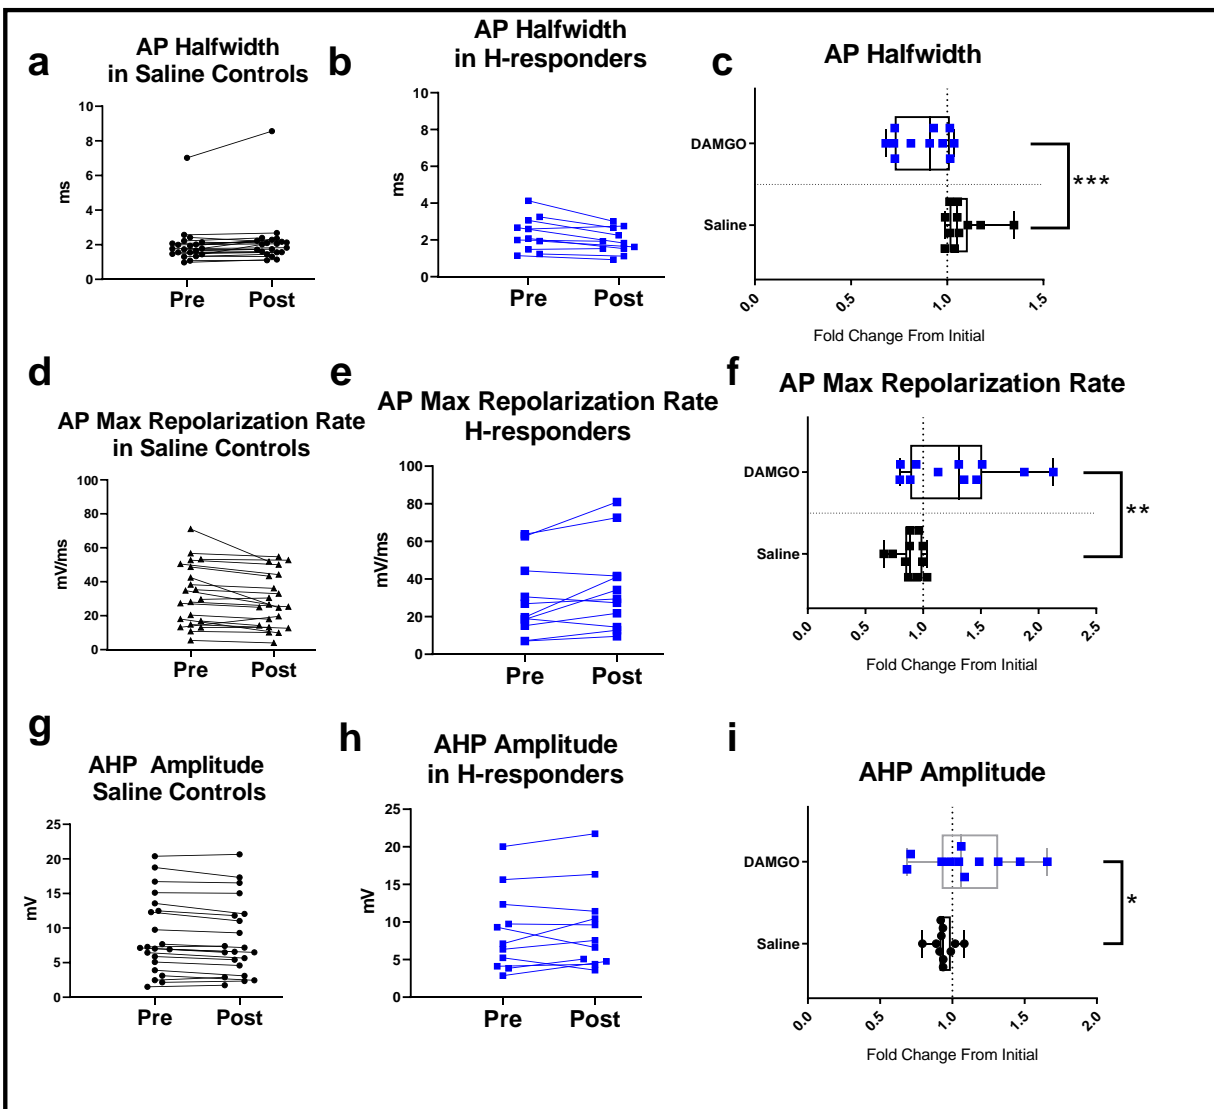 a
AP Halfwidth
in Saline Controls
10
8
6
4
2
0
ms
Pre
Post
b
AP Halfwidth
in H-responders
10
8
6
4
2
0
ms
Pre
Post
c
AP Halfwidth
DAMGO
Saline
***
0.0
0.5
1.0
1.5
Fold Change From Initial
d
AP Max Repolarization Rate
in Saline Controls
100
80
60
40
20
0
mV/ms
Pre
Post
e
AP Max Repolarization Rate
H-responders
100
80
60
40
20
0
mV/ms
Pre
Post
f
AP Max Repolarization Rate
DAMGO
Saline
**
0.0
0.5
1.0
1.5
2.0
2.5
Fold Change From Initial
g
AHP Amplitude
Saline Controls
25
20
15
10
5
0
mV
Pre
Post
h
AHP Amplitude
in H-responders
25
20
15
10
5
0
mV
Pre
Post
i
AHP Amplitude
DAMGO
Saline
*
0.0
0.5
1.0
1.5
2.0
Fold Change From Initial